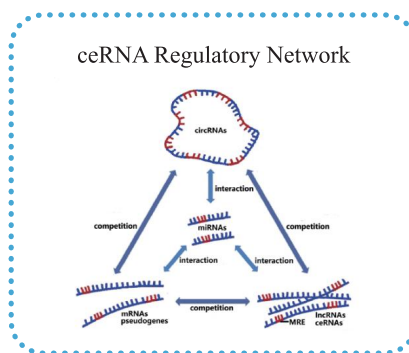 ceRNA Regulatory Network
circRNAs
interaction
competition
competition
miRNAs
interaction
interaction
mRNAs
pseudogenes
competition
lncRNAs
MRE
ceRNAs